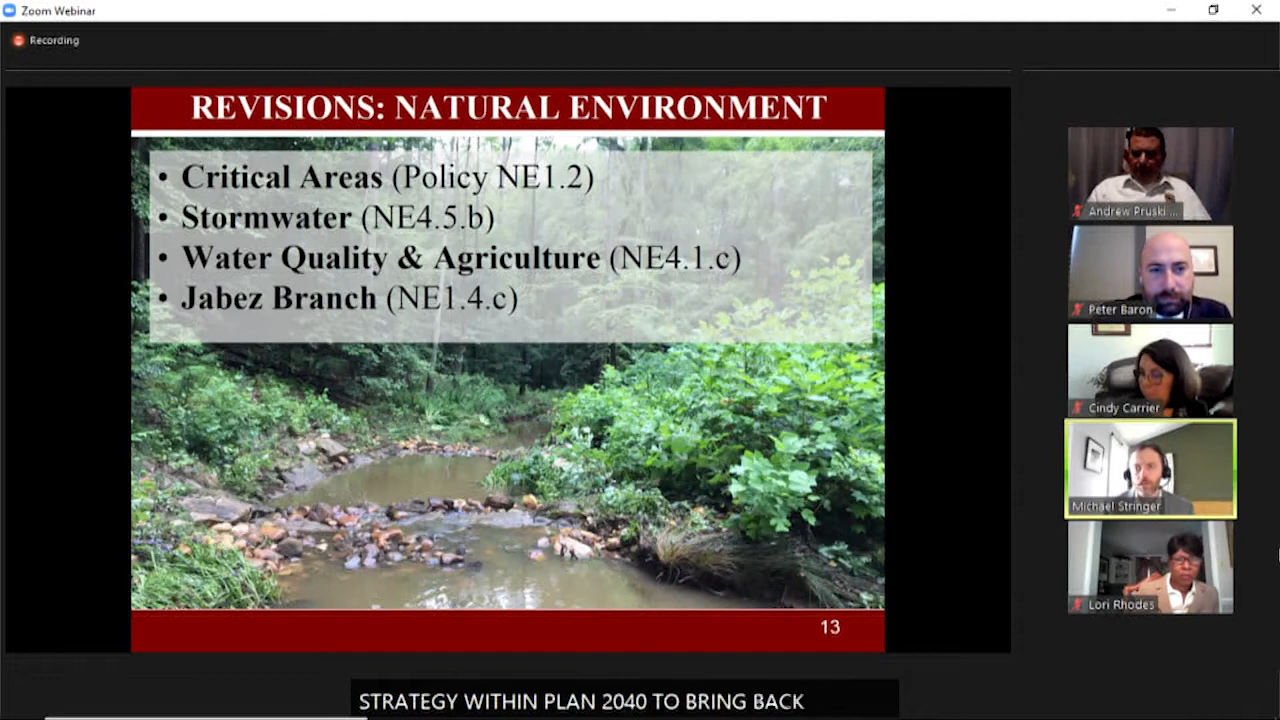 Zoom Webinar
Recording
REVISIONS: NATURAL ENVIRONMENT
• Critical Areas (Policy NE1.2)
• Stormwater (NE4.5.b)
• Water Quality & Agriculture (NE4.1.c)
• Jabez Branch (NE1.4.c)
13
Andrew Pruski ...
Peter Baron
Cindy Carrier
Michael Stringer
Lori Rhodes
STRATEGY WITHIN PLAN 2040 TO BRING BACK